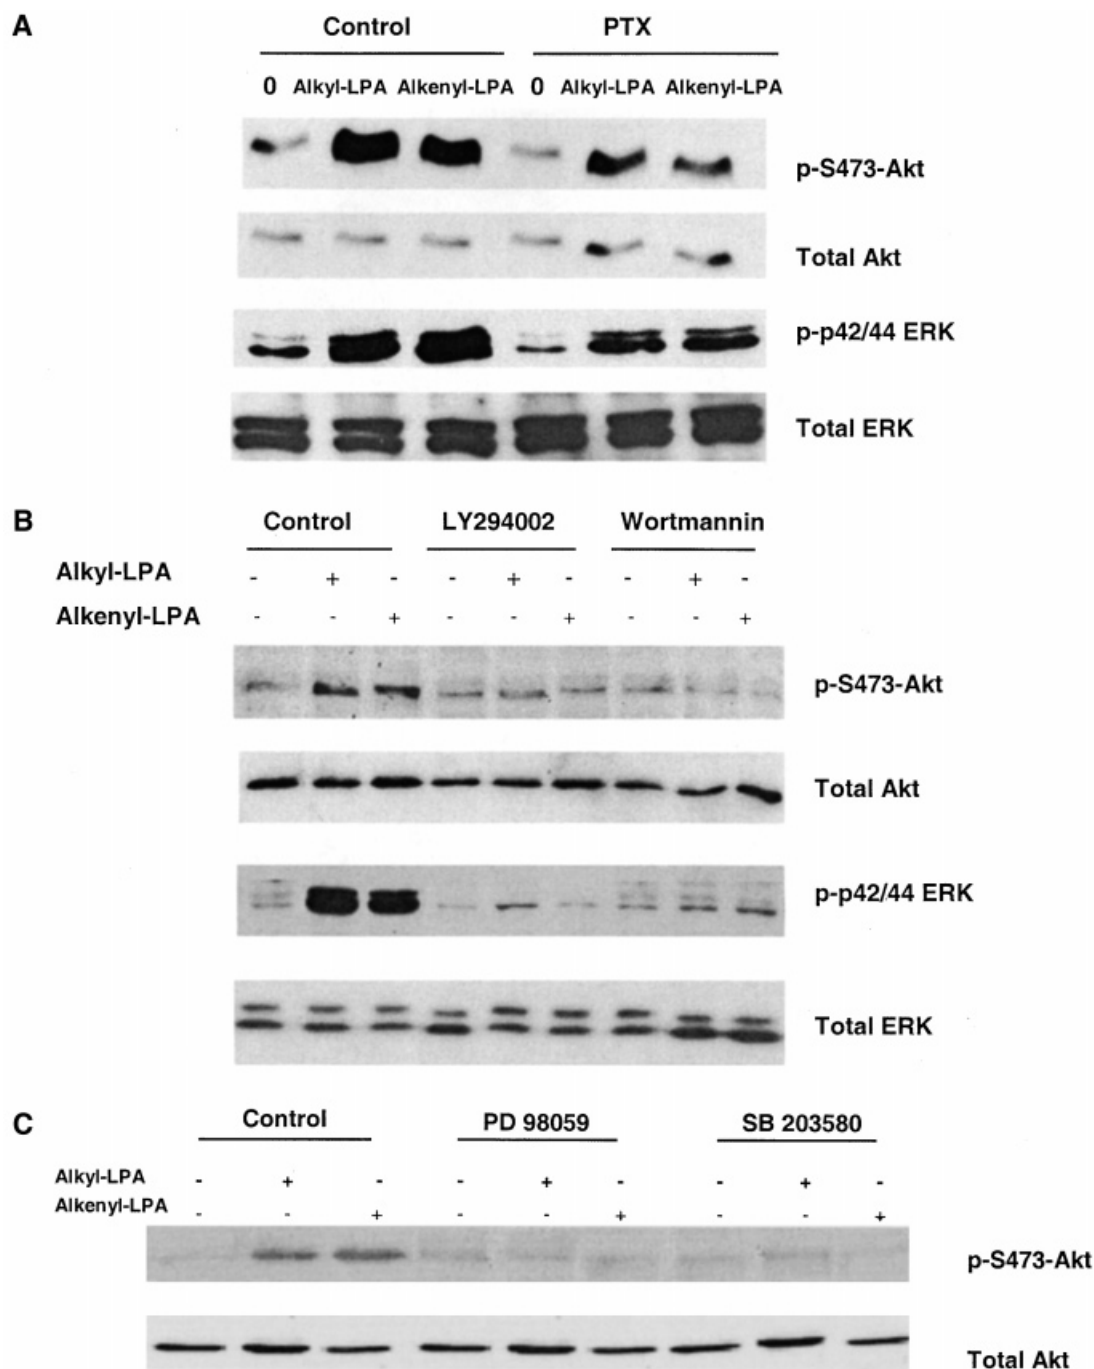 A
Control PTX
0 Alkyl-LPA Alkenyl-LPA 0 Alkyl-LPA Alkenyl-LPA
p-S473-Akt
Total Akt
p-p42/44 ERK
Total ERK
B
Control LY294002 Wortmannin
Alkyl-LPA - + - - + - - + -
Alkenyl-LPA - - + - - + - - +
p-S473-Akt
Total Akt
p-p42/44 ERK
Total ERK
C
Control PD 98059 SB 203580
Alkyl-LPA - + - - + - - + -
Alkenyl-LPA - - + - - + - - +
p-S473-Akt
Total Akt